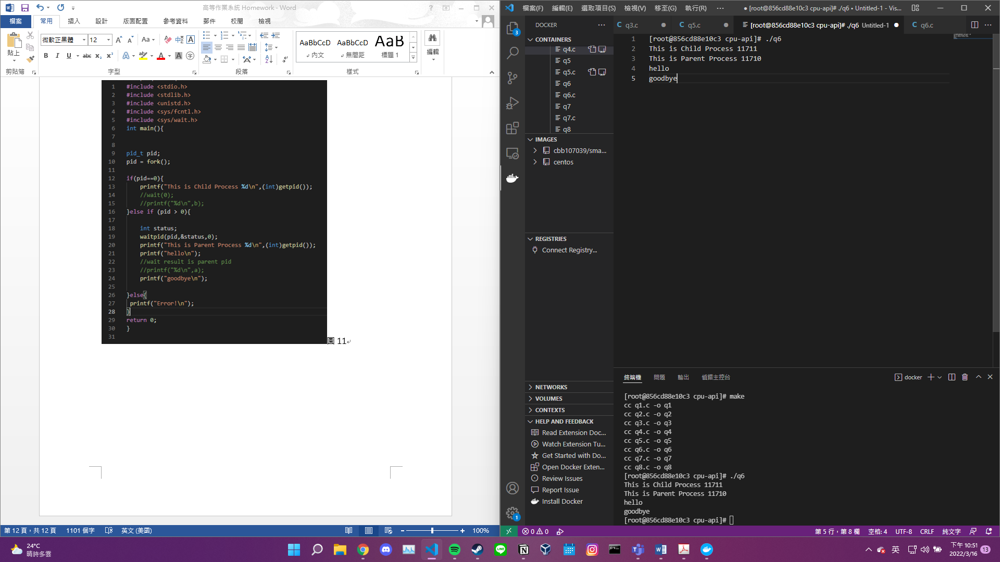 高等作業系統 Homework - Word
檔案 常用 插入 設計 版面配置 參考資料 郵件 校閱 檢視
貼上
微軟正黑體 12
B I U abc x₂ x²
AaBbCcD AaBbCcD AaB
內文 無間距 標題 1
編輯
剪貼簿 字型 段落 樣式
1 #include <stdio.h>
2 #include <stdlib.h>
3 #include <unistd.h>
4 #include <sys/fcntl.h>
5 #include <sys/wait.h>
6 int main(){
7
8
9 pid_t pid;
10 pid = fork();
11
12 if(pid==0){
13 printf("This is Child Process %d\n",(int)getpid());
14 //wait(0);
15 //printf("%d\n",b);
16 }else if (pid > 0){
17
18 int status;
19 waitpid(pid,&status,0);
20 printf("This is Parent Process %d\n",(int)getpid());
21 printf("hello\n");
22 //wait result is parent pid
23 //printf("%d\n",a);
24 printf("goodbye\n");
25
26 }else{
27 printf("Error!\n");
28 }
29 return 0;
30 }
31
圖 11
第 12 頁，共 12 頁 1101 個字 英文 (美國) 100%
檔案(F) 編輯(E) 選取項目(S) 檢視(V) 移至(G) 執行(R) ··· ● [root@856cd88e10c3 cpu-api]# ./q6 • Untitled-1 - Vis...
DOCKER ···
CONTAINERS
q4.c
q5
q5.c
q6
q6.c
q7
q7.c
q8
IMAGES
cbb107039/sma...
centos
REGISTRIES
Connect Registry...
NETWORKS
VOLUMES
CONTEXTS
HELP AND FEEDBACK
Read Extension Doc...
Watch Extension Tu...
Get Started with Do...
Open Docker Exten...
Review Issues
Report Issue
Install Docker
3
1
C q3.c C q5.c [root@856cd88e10c3 cpu-api]# ./q6 Untitled-1 C q6.c
1 [root@856cd88e10c3 cpu-api]# ./q6
2 This is Child Process 11711
3 This is Parent Process 11710
4 hello
5 goodbye
終端機 問題 輸出 偵錯主控台 docker
[root@856cd88e10c3 cpu-api]# make
cc q1.c -o q1
cc q2.c -o q2
cc q3.c -o q3
cc q4.c -o q4
cc q5.c -o q5
cc q6.c -o q6
cc q7.c -o q7
cc q8.c -o q8
[root@856cd88e10c3 cpu-api]# ./q6
This is Child Process 11711
This is Parent Process 11710
hello
goodbye
[root@856cd88e10c3 cpu-api]#
0 0 第 5 行，第 8 欄 空格: 4 UTF-8 CRLF 純文字
24°C
晴時多雲
英
下午 10:51
2022/3/16
13